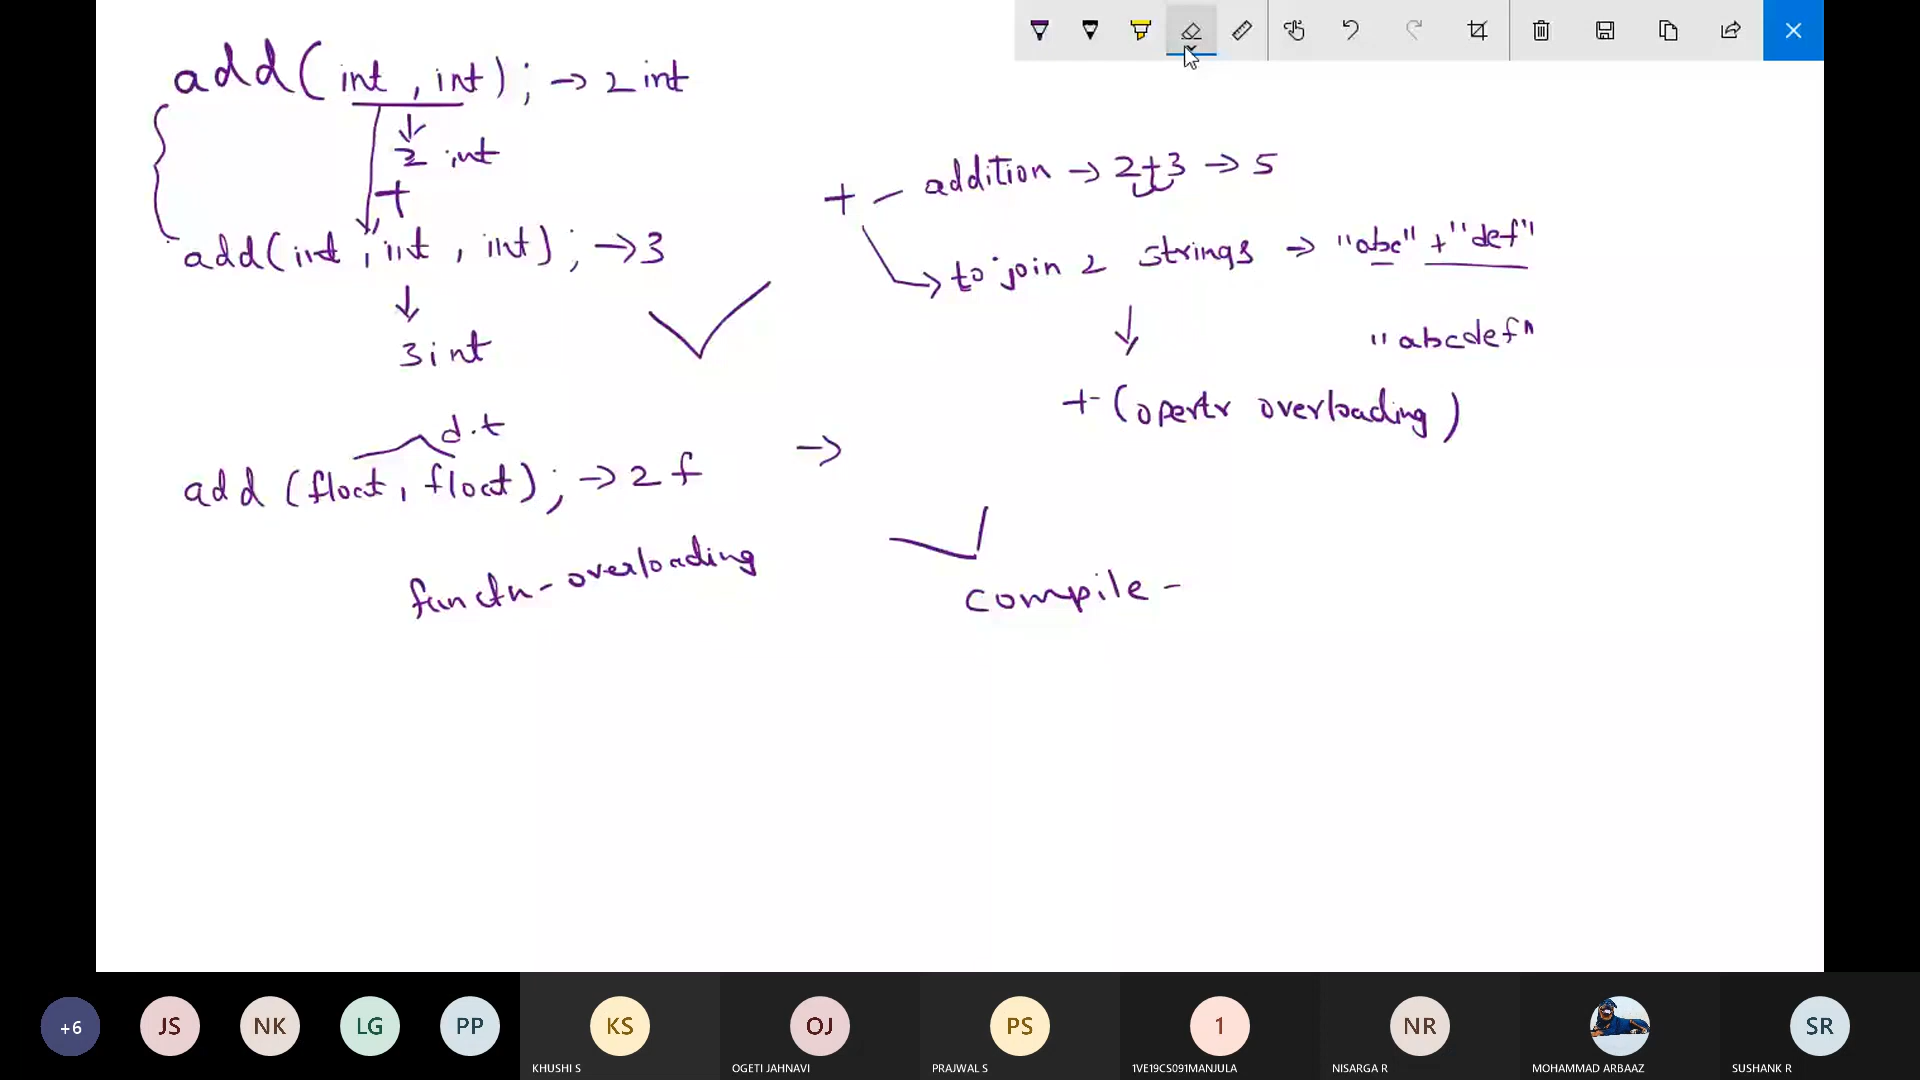 add(int, int); → 2 int
↓
2 int
+
add(int, int, int); → 3
↓
3 int
d.t
add (float, float); → 2 f →
functn - overloading
+ — addition → 2+3 → 5
→ to join 2 strings → "abc" + "def"
↓
"abcdef"
+ (opertr overloading)
compile -
+6
JS
NK
LG
PP
KS
OJ
PS
1
NR
SR
KHUSHI S
OGETI JAHNAVI
PRAJWAL S
1VE19CS091MANJULA
NISARGA R
MOHAMMAD ARBAAZ
SUSHANK R